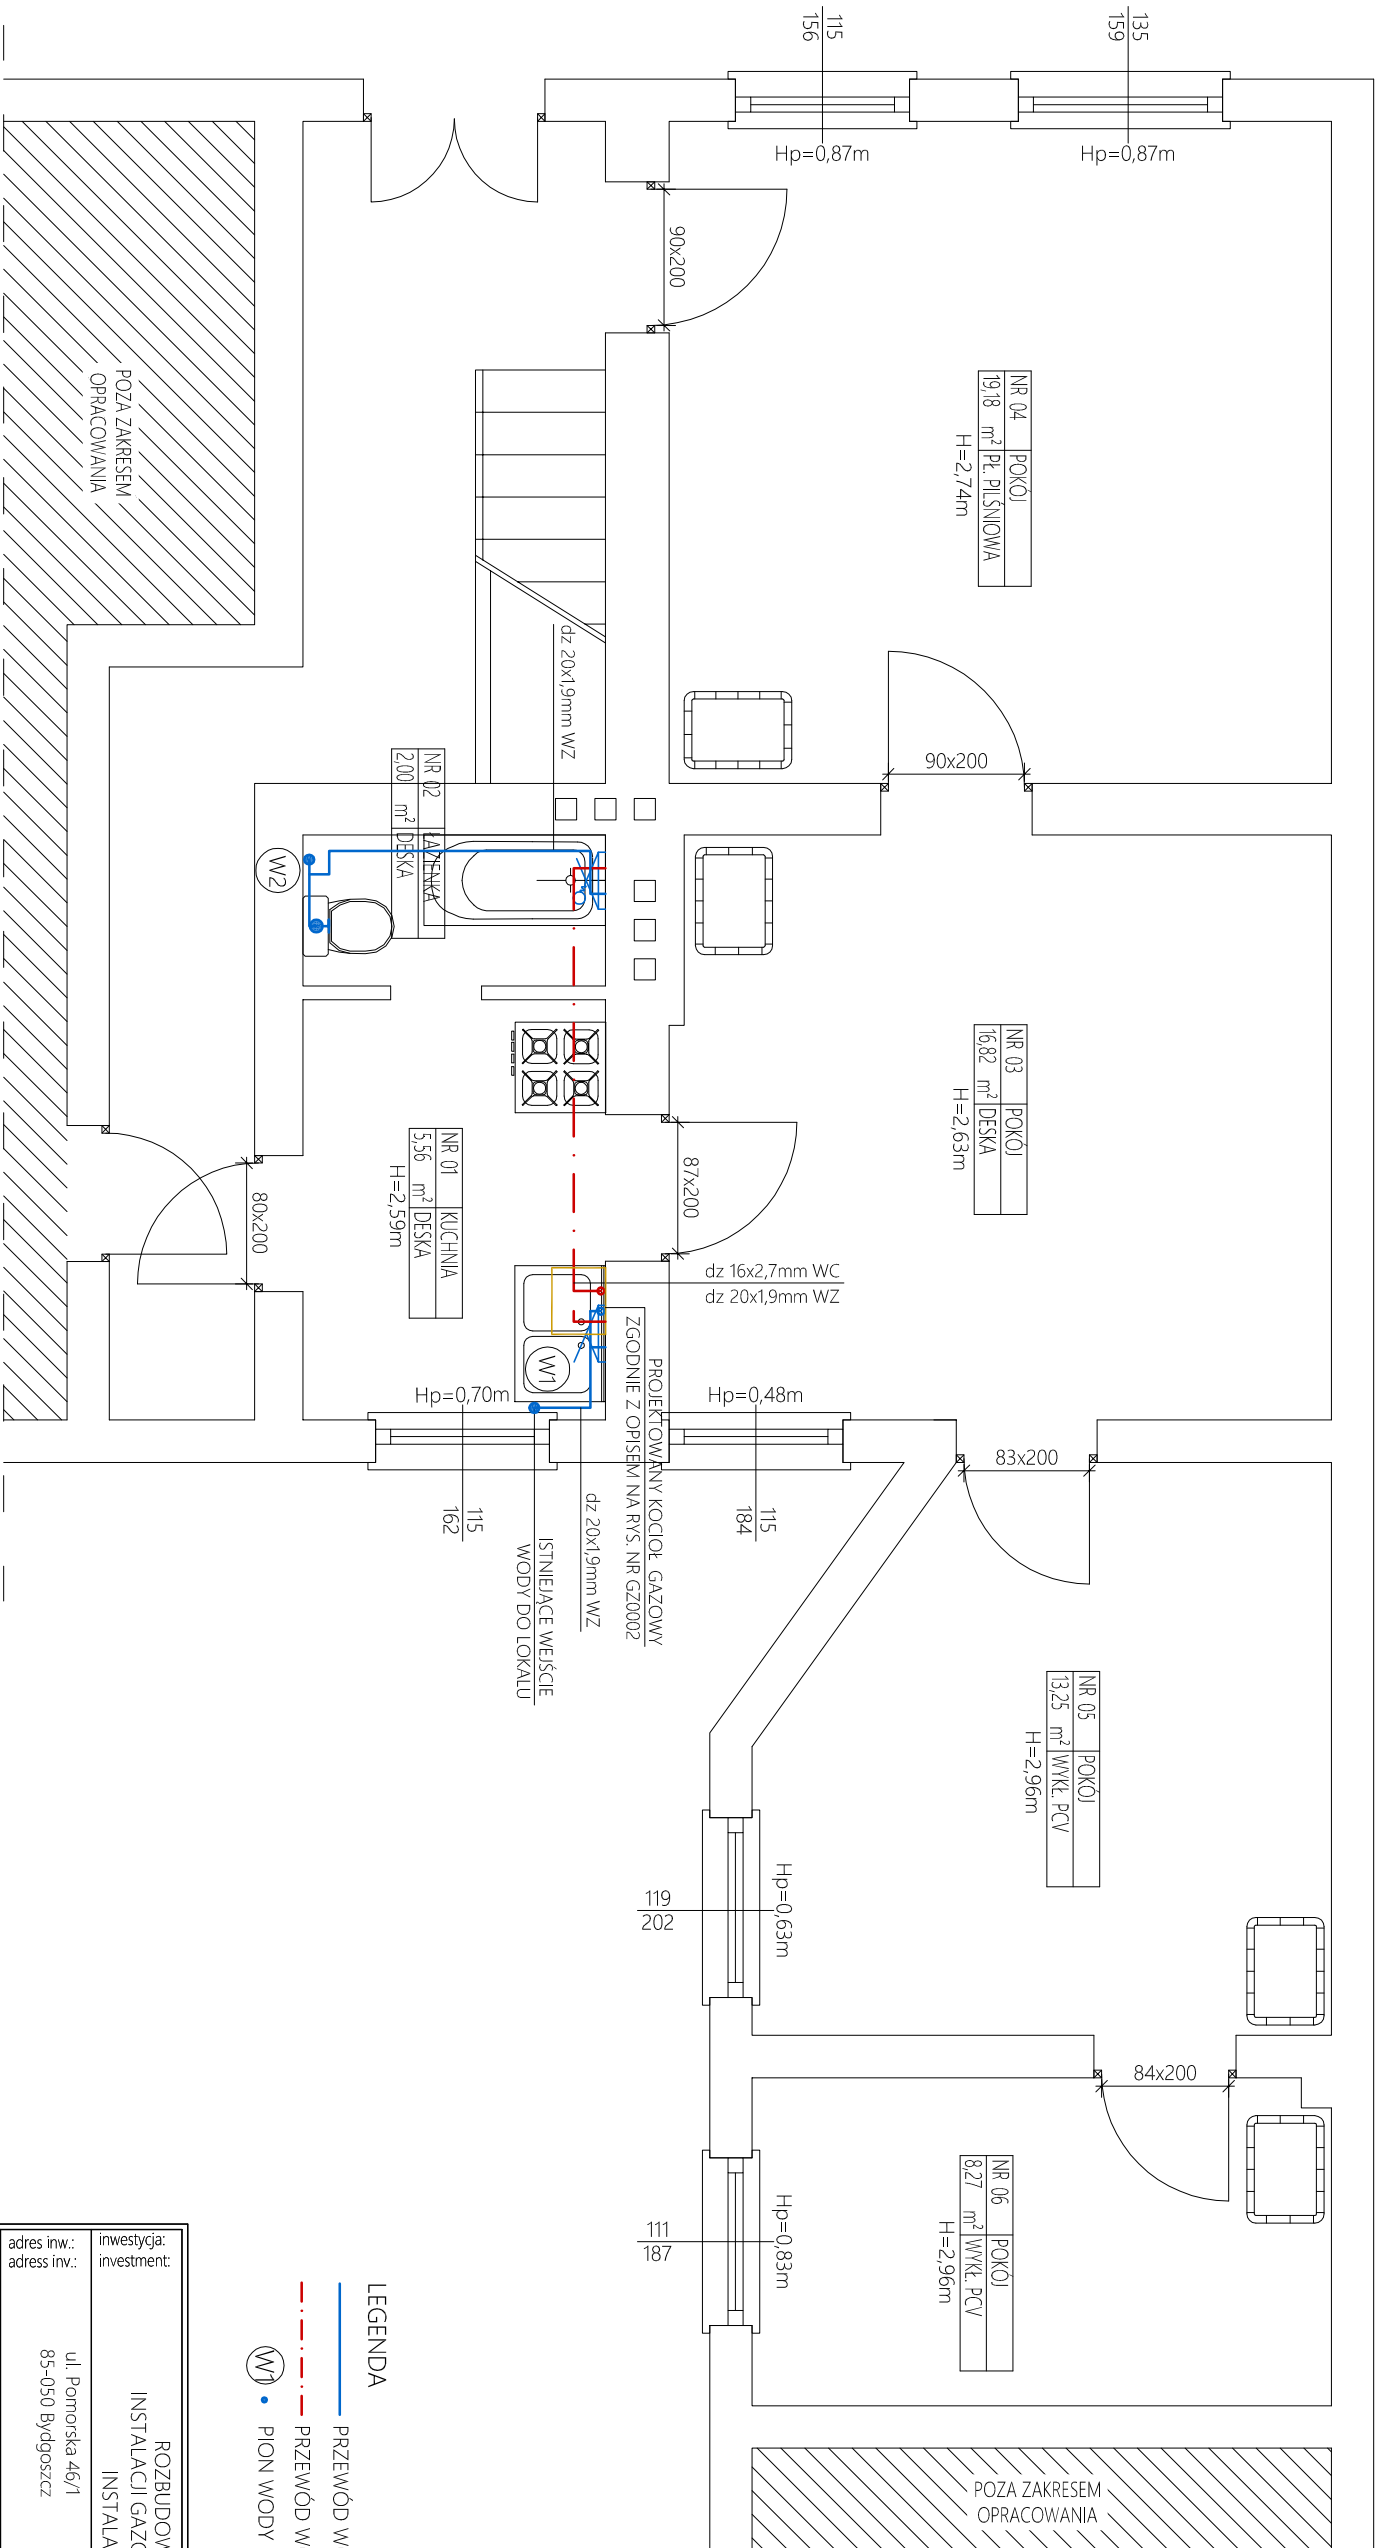 115
156
135
159
Hp=0,87m
Hp=0,87m
90x200
NR 04 POKÓJ
19,18 m² PŁ. PILŚNIOWA
H=2,74m
POZA ZAKRESEM
OPRACOWANIA
dz 20x1,9mm WZ
90x200
NR 02 ŁAZIENKA
2,00 m² DESKA
W2
NR 03 POKÓJ
16,82 m² DESKA
H=2,63m
NR 01 KUCHNIA
5,56 m² DESKA
H=2,59m
87x200
80x200
dz 16x2,7mm WC
dz 20x1,9mm WZ
PROJEKTOWANY KOCIOŁ GAZOWY
ZGODNIE Z OPISEM NA RYS. NR GZ0002
W1
Hp=0,70m
Hp=0,48m
83x200
115
162
115
184
dz 20x1,9mm WZ
ISTNIEJĄCE WEJŚCIE
WODY DO LOKALU
NR 05 POKÓJ
13,25 m² WYKŁ. PCV
H=2,96m
Hp=0,63m
119
202
84x200
NR 06 POKÓJ
8,27 m² WYKŁ. PCV
H=2,96m
Hp=0,83m
111
187
LEGENDA
PRZEWÓD W
PRZEWÓD W
W1 PION WODY
POZA ZAKRESEM
OPRACOWANIA
inwestycja:
investment:
ROZBUDOW
INSTALACJI GAZO
INSTALA
adres inw.:
adress inv.:
ul. Pomorska 46/1
85-050 Bydgoszcz